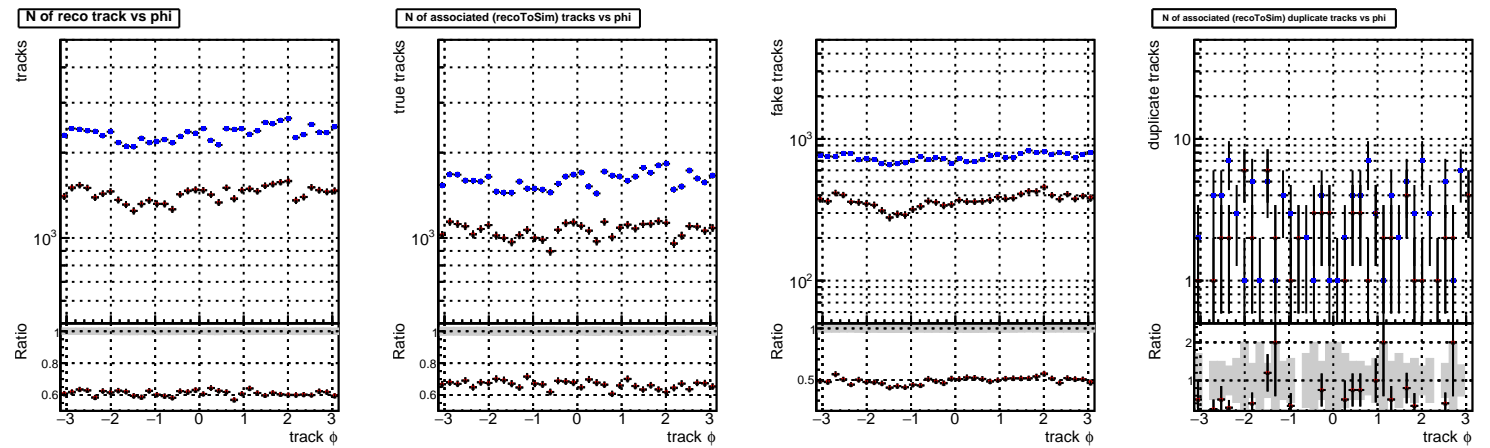 N of reco track vs phi
tracks
10³
Ratio
1
0.8
0.6
−3 −2 −1 0 1 2 3
track ϕ
N of associated (recoToSim) tracks vs phi
true tracks
10³
Ratio
1
0.8
0.6
−3 −2 −1 0 1 2 3
track ϕ
fake tracks
10³
10²
Ratio
1
0.5
−3 −2 −1 0 1 2 3
track ϕ
N of associated (recoToSim) duplicate tracks vs phi
duplicate tracks
10
1
Ratio
2
1
−3 −2 −1 0 1 2 3
track ϕ